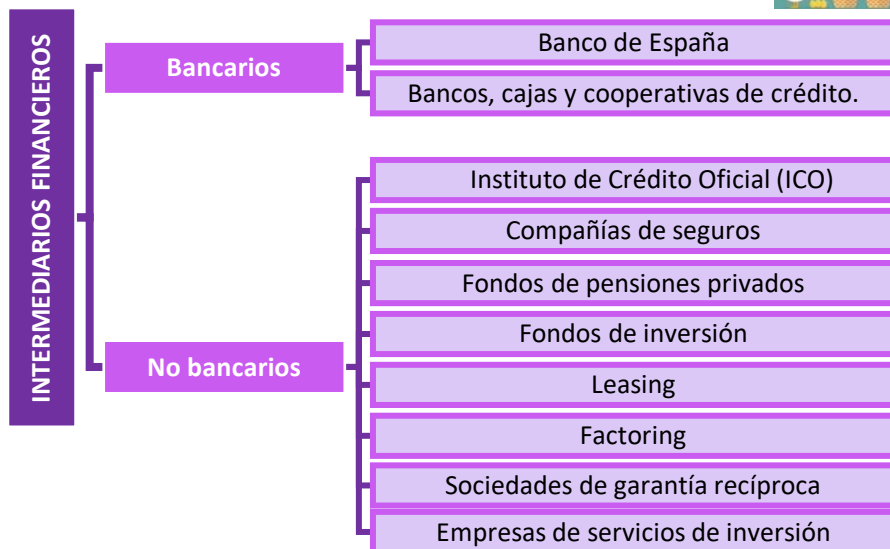 INTERMEDIARIOS FINANCIEROS
Bancarios
Banco de España
Bancos, cajas y cooperativas de crédito.
No bancarios
Instituto de Crédito Oficial (ICO)
Compañías de seguros
Fondos de pensiones privados
Fondos de inversión
Leasing
Factoring
Sociedades de garantía recíproca
Empresas de servicios de inversión